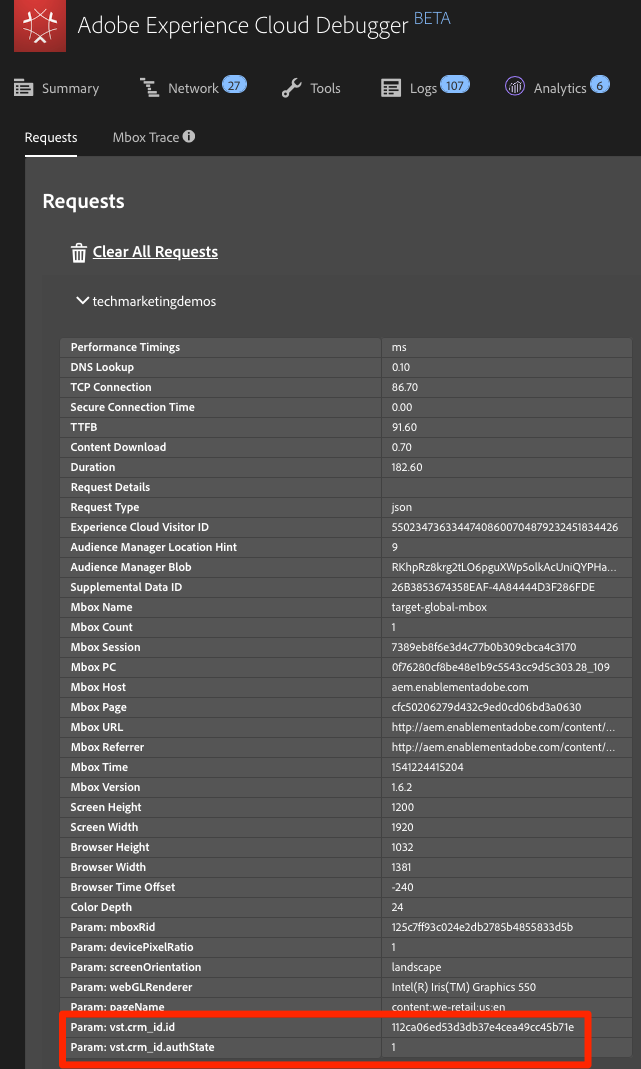 Adobe Experience Cloud Debugger BETA
Summary Network 27 Tools Logs 107 Analytics 6
Requests Mbox Trace
Requests
Clear All Requests
techmarketingdemos
Performance Timings ms
DNS Lookup 0.10
TCP Connection 86.70
Secure Connection Time 0.00
TTFB 91.60
Content Download 0.70
Duration 182.60
Request Details
Request Type json
Experience Cloud Visitor ID 55023473633447408600704879232451834426
Audience Manager Location Hint 9
Audience Manager Blob RKhpRz8krg2tLO6pguXWp5olkAcUniQYPHa...
Supplemental Data ID 26B3853674358EAF-4A84444D3F286FDE
Mbox Name target-global-mbox
Mbox Count 1
Mbox Session 7389eb8f6e3d4c77b0b309cbca4c3170
Mbox PC 0f76280cf8be48e1b9c5543cc9d5c303.28_109
Mbox Host aem.enablementadobe.com
Mbox Page cfc50206279d432c9ed0cd06bd3a0630
Mbox URL http://aem.enablementadobe.com/content/...
Mbox Referrer http://aem.enablementadobe.com/content/...
Mbox Time 1541224415204
Mbox Version 1.6.2
Screen Height 1200
Screen Width 1920
Browser Height 1032
Browser Width 1381
Browser Time Offset -240
Color Depth 24
Param: mboxRid 125c7ff93c024e2db2785b4855833d5b
Param: devicePixelRatio 1
Param: screenOrientation landscape
Param: webGLRenderer Intel(R) Iris(TM) Graphics 550
Param: pageName content:we-retail:us:en
Param: vst.crm_id.id 112ca06ed53d3db37e4cea49cc45b71e
Param: vst.crm_id.authState 1